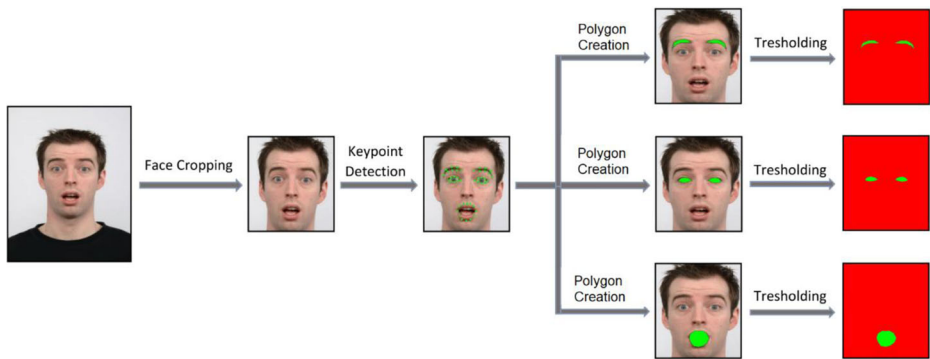 Polygon
Creation
Tresholding
Face Cropping
Keypoint
Detection
Polygon
Creation
Tresholding
Polygon
Creation
Tresholding